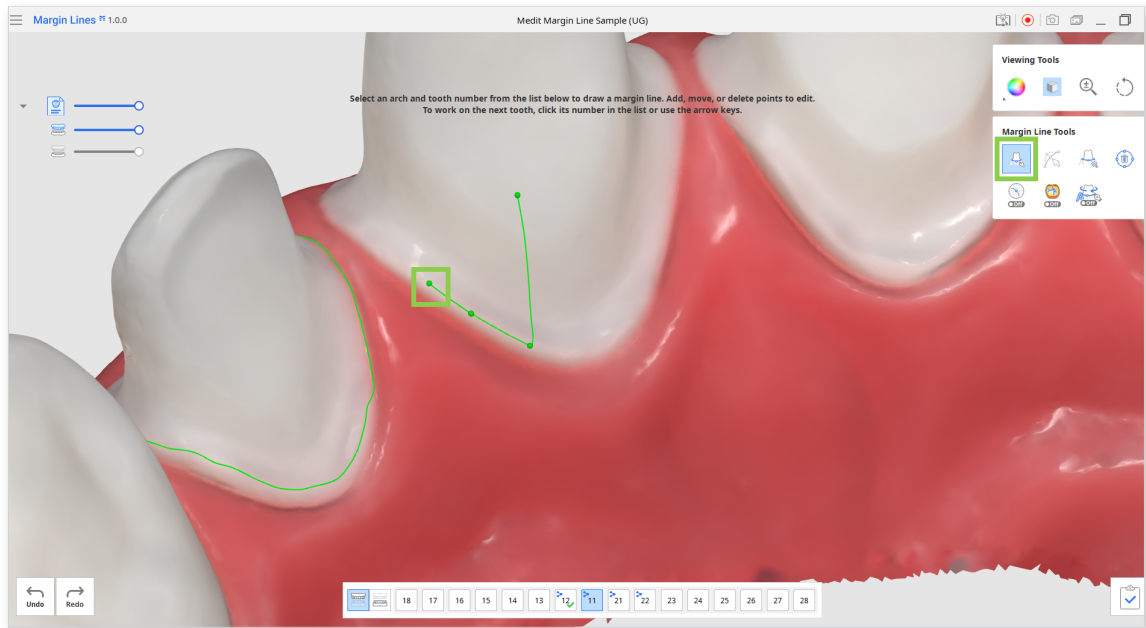 Margin Lines 1.0.0
Medit Margin Line Sample (UG)
Select an arch and tooth number from the list below to draw a margin line. Add, move, or delete points to edit.
To work on the next tooth, click its number in the list or use the arrow keys.
Viewing Tools
Margin Line Tools
Off Off Off
Undo Redo
18 17 16 15 14 13 12 11 21 22 23 24 25 26 27 28